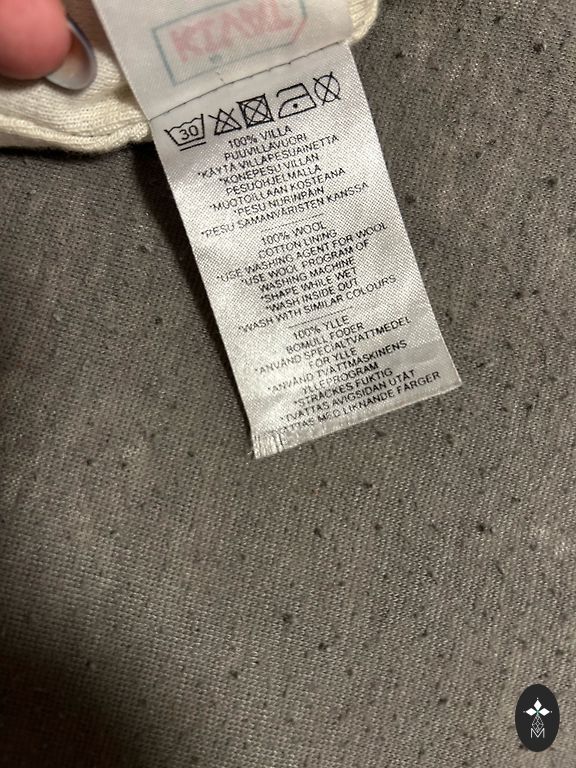 30
100% VILLA
PUUVILLAVUORI
*KÄYTÄ VILLAPESUAINETTA
*KONEPESU VILLAN
PESUOHJELMALLA
*MUOTOILLAAN KOSTEANA
*PESU NURINPÄIN
*PESU SAMANVÄRISTEN KANSSA
100% WOOL
COTTON LINING
*USE WASHING AGENT FOR WOOL
*USE WOOL PROGRAM OF
WASHING MACHINE
*SHAPE WHILE WET
*WASH INSIDE OUT
*WASH WITH SIMILAR COLOURS
100% YLLE
BOMULL FODER
*ANVÄND SPECIALTVÄTTMEDEL
FÖR YLLE
*ANVÄND TVÄTTMASKINENS
YLLEPROGRAM
*STRÄCKES FUKTIG
*TVÄTTAS AVIGSIDAN UTÅT
*TVÄTTAS MED LIKNANDE FÄRGER
M